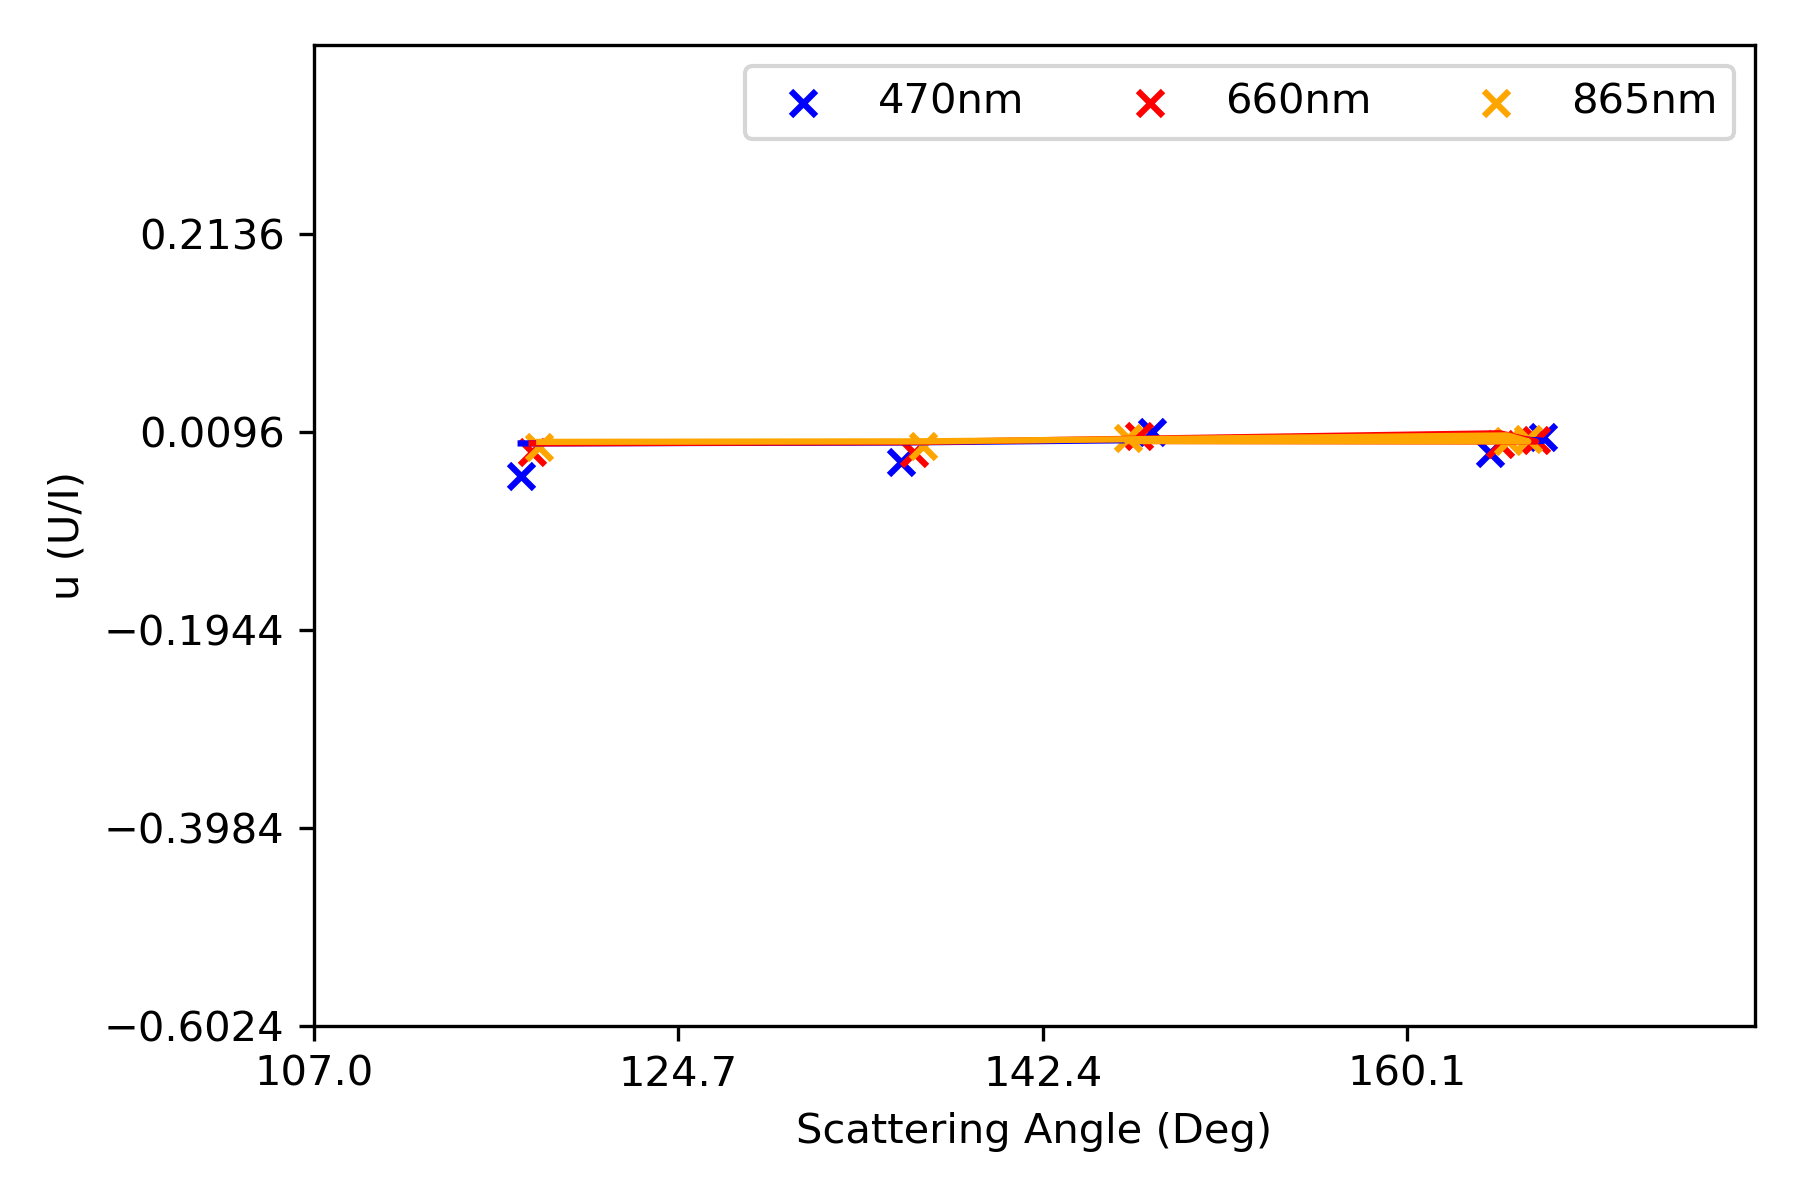 470nm 660nm 865nm
0.2136
0.0096
−0.1944
−0.3984
−0.6024
u (U/I)
107.0 124.7 142.4 160.1
Scattering Angle (Deg)